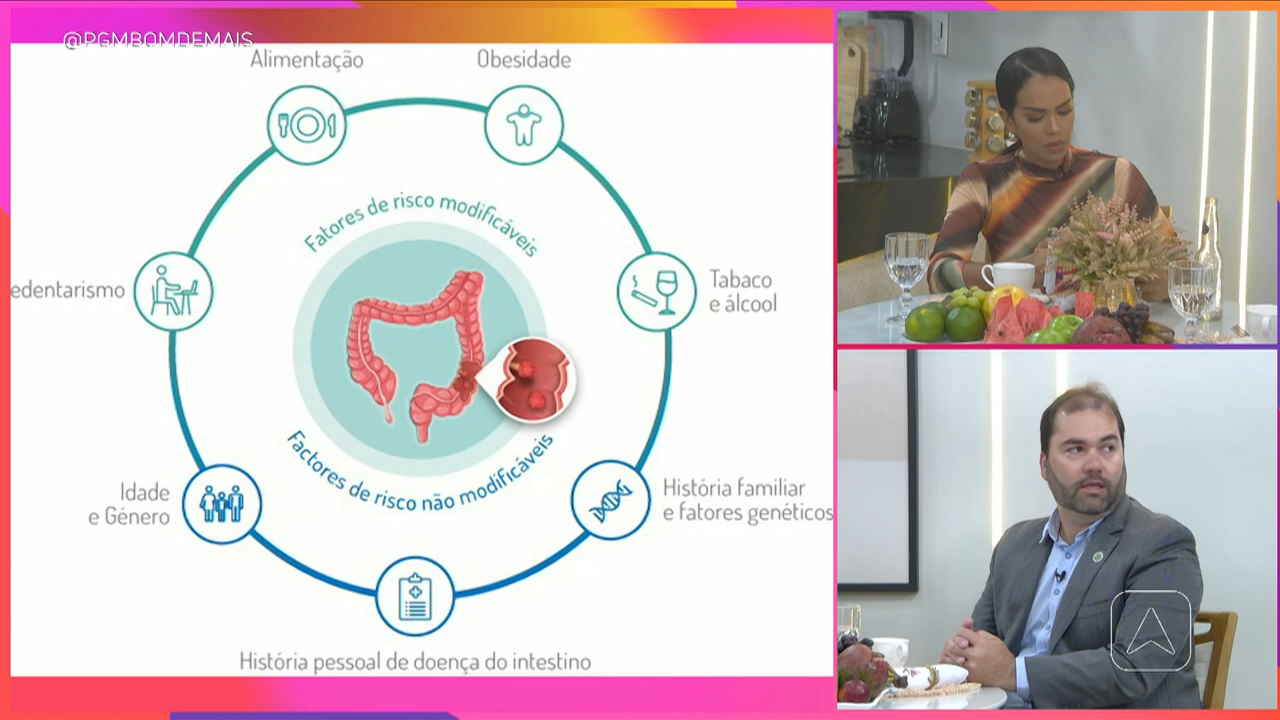 @PGMBOMDEMAIS
Alimentação
Obesidade
Fatores de risco modificáveis
edentarismo
Tabaco
e álcool
Factores de risco não modificáveis
Idade
e Género
História familiar
e fatores genéticos
História pessoal de doença do intestino